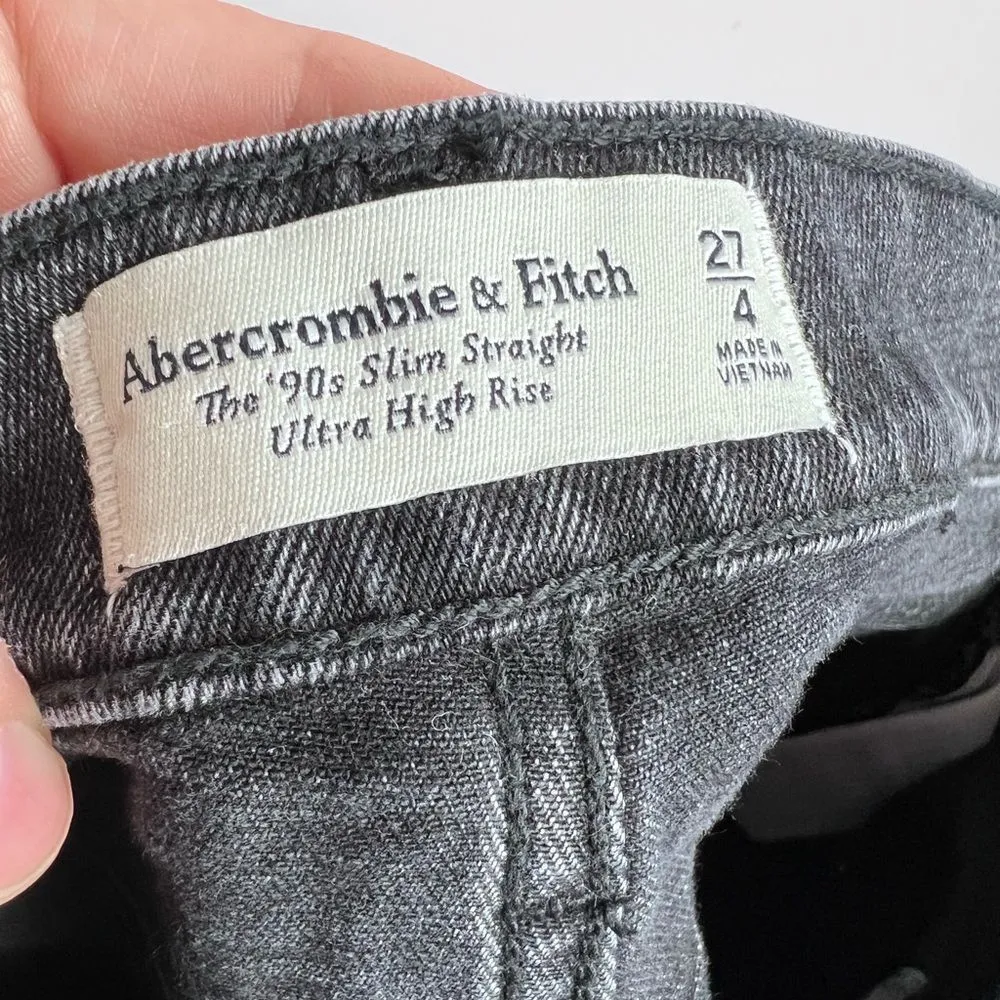 Abercrombie & Fitch
The '90s Slim Straight
Ultra High Rise
27
4
MADE IN
VIETNAM